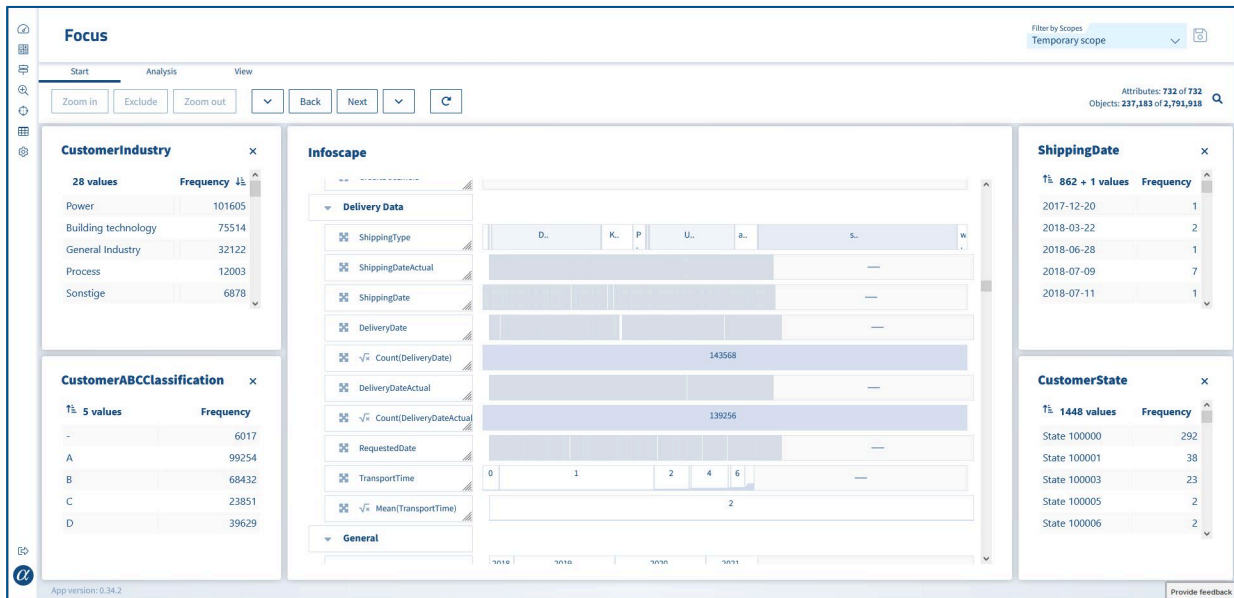 Focus
Filter by Scopes
Temporary scope
Start Analysis View
Zoom in Exclude Zoom out Back Next
Attributes: 732 of 732
Objects: 237,183 of 2,791,918
CustomerIndustry ×
28 values Frequency
Power 101605
Building technology 75514
General Industry 32122
Process 12003
Sonstige 6878
CustomerABCClassification ×
5 values Frequency
- 6017
A 99254
B 68432
C 23851
D 39629
Infoscape
Delivery Data
ShippingType D.. K.. P. U.. a.. s.. w
ShippingDateActual —
ShippingDate —
DeliveryDate —
√x Count(DeliveryDate) 143568
DeliveryDateActual —
√x Count(DeliveryDateActual 139256
RequestedDate —
TransportTime 0 1 2 4 6 —
√x Mean(TransportTime) 2
General
2018 2019 2020 2021
ShippingDate ×
862 + 1 values Frequency
2017-12-20 1
2018-03-22 2
2018-06-28 1
2018-07-09 7
2018-07-11 1
CustomerState ×
1448 values Frequency
State 100000 292
State 100001 38
State 100003 23
State 100005 2
State 100006 2
α
App version: 0.34.2
Provide feedback